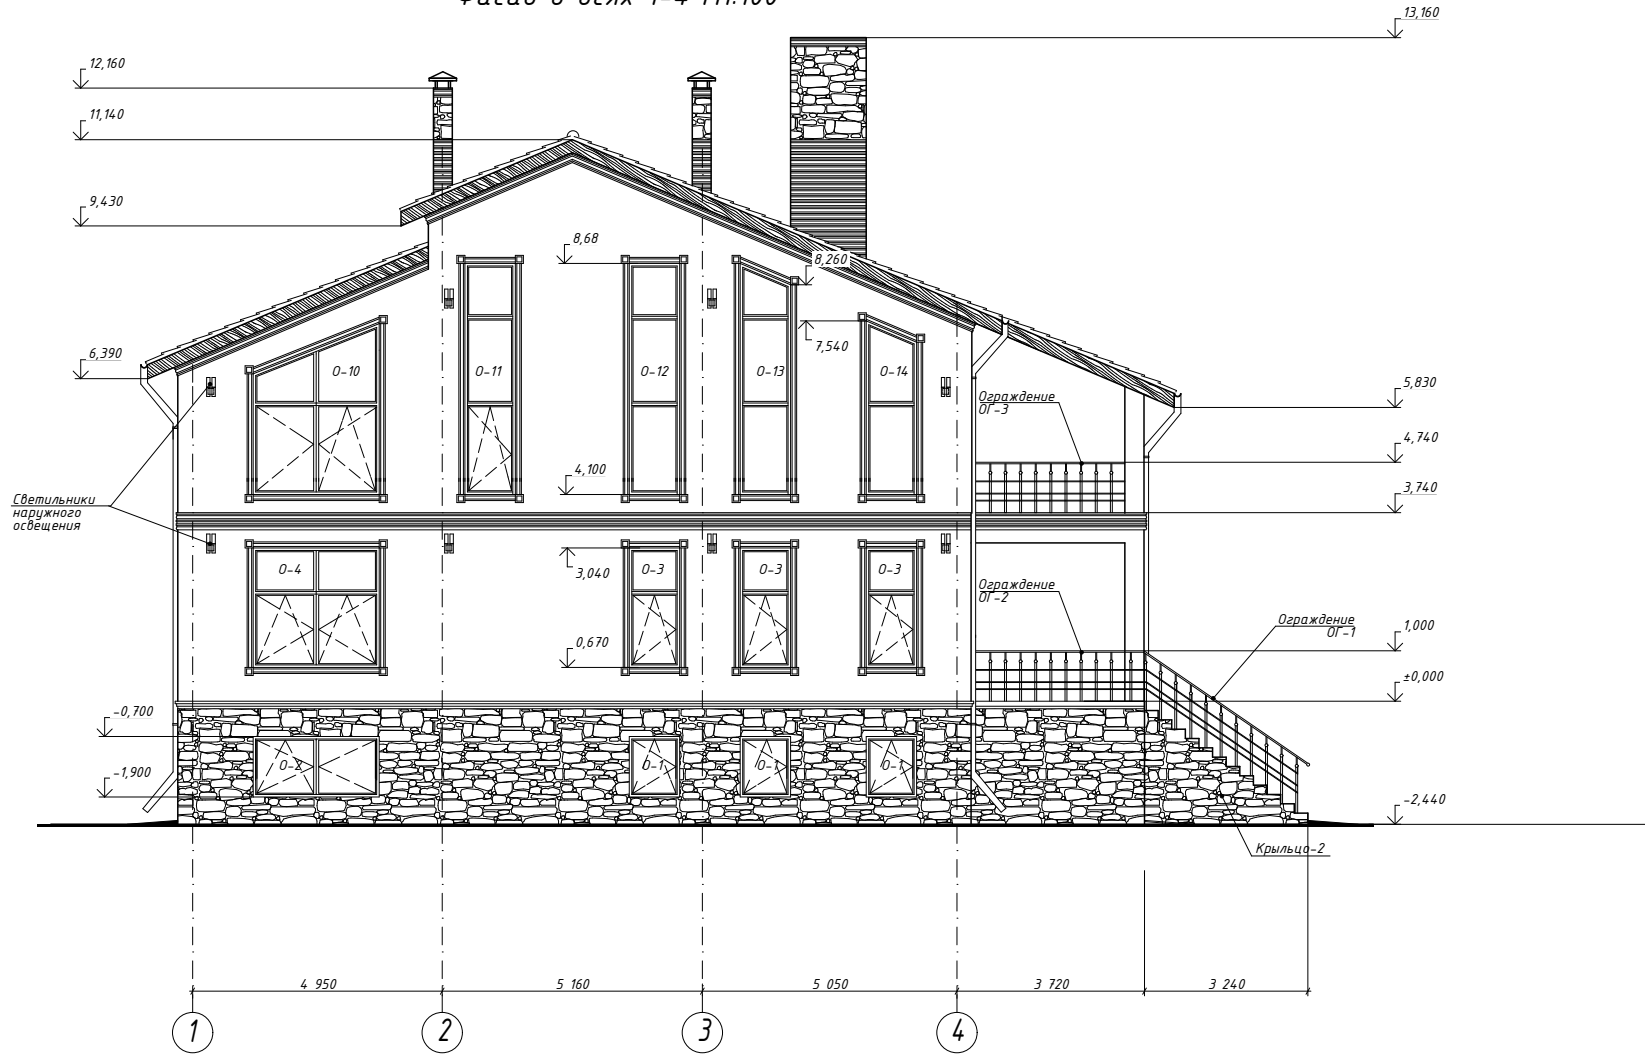 Фасад в осях 1-4 М1:100
13,160
12,160
11,140
9,430
8,68
8,260
6,390
7,540
О-10
О-11
О-12
О-13
О-14
5,830
Ограждение
ОГ-3
4,740
4,100
3,740
Светильники
наружного
освещения
О-4
3,040
О-3
О-3
О-3
Ограждение
ОГ-2
Ограждение
ОГ-1
1,000
0,670
±0,000
-0,700
-1,900
О-2
О-1
О-1
О-1
-2,440
Крыльцо-2
4 950
5 160
5 050
3 720
3 240
1
2
3
4